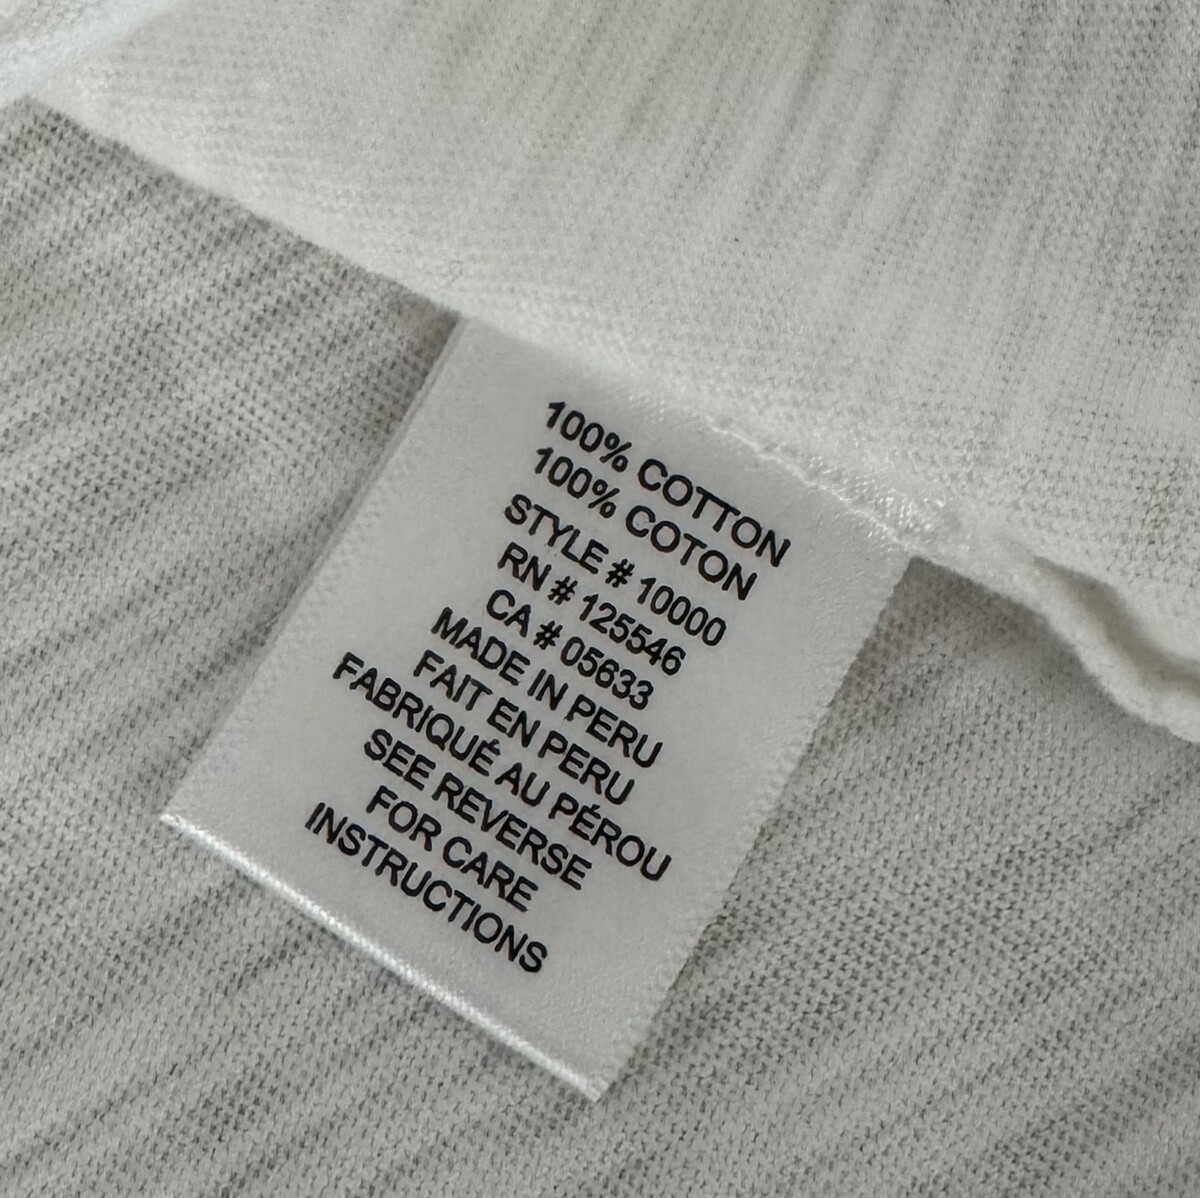 100% COTTON
100% COTON
STYLE # 10000
RN # 125546
CA # 05633
MADE IN PERU
FAIT EN PERU
FABRIQUÉ AU PÉROU
SEE REVERSE
FOR CARE
INSTRUCTIONS